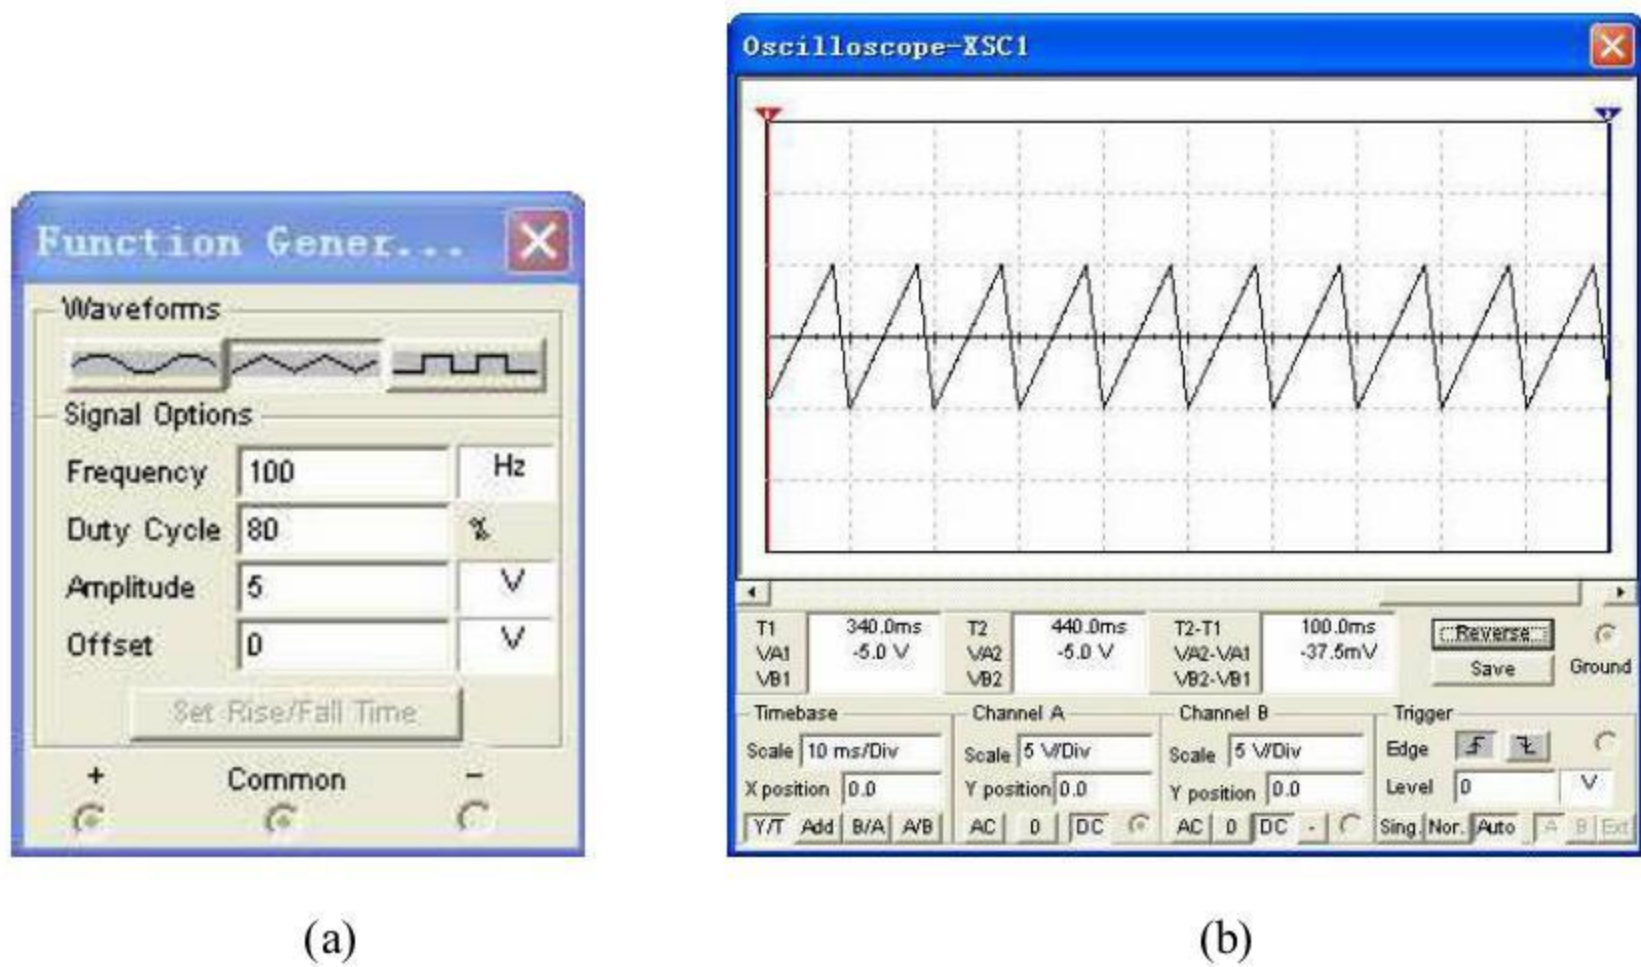 Function Gener...
Waveforms
Signal Options
Frequency 100 Hz
Duty Cycle 80 %
Amplitude 5 V
Offset 0 V
Set Rise/Fall Time
+ Common −
(a)
Oscilloscope-XSC1
T1 340.0ms T2 440.0ms T2-T1 100.0ms
VA1 -5.0 V VA2 -5.0 V VA2-VA1 -37.5mV
VB1 VB2 VB2-VB1
Reverse
Save
Ground
Timebase Channel A Channel B Trigger
Scale 10 ms/Div Scale 5 V/Div Scale 5 V/Div Edge
X position 0.0 Y position 0.0 Y position 0.0 Level 0 V
Y/T Add B/A A/B AC 0 DC AC 0 DC - Sing. Nor. Auto A B Ext
(b)